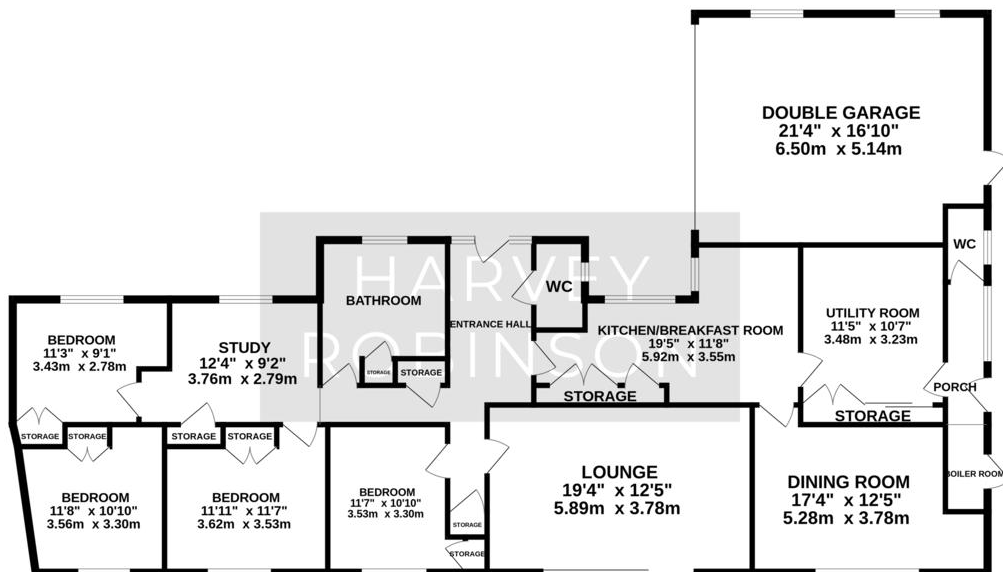 DOUBLE GARAGE
21'4" x 16'10"
6.50m x 5.14m
WC
HARVEY
ROBINSON
BATHROOM
WC
ENTRANCE HALL
KITCHEN/BREAKFAST ROOM
19'5" x 11'8"
5.92m x 3.55m
UTILITY ROOM
11'5" x 10'7"
3.48m x 3.23m
BEDROOM
11'3" x 9'1"
3.43m x 2.78m
STUDY
12'4" x 9'2"
3.76m x 2.79m
STORAGE
STORAGE
STORAGE
STORAGE
PORCH
STORAGE
STORAGE
STORAGE
STORAGE
BOILER ROOM
BEDROOM
11'8" x 10'10"
3.56m x 3.30m
BEDROOM
11'11" x 11'7"
3.62m x 3.53m
BEDROOM
11'7" x 10'10"
3.53m x 3.30m
STORAGE
STORAGE
LOUNGE
19'4" x 12'5"
5.89m x 3.78m
DINING ROOM
17'4" x 12'5"
5.28m x 3.78m